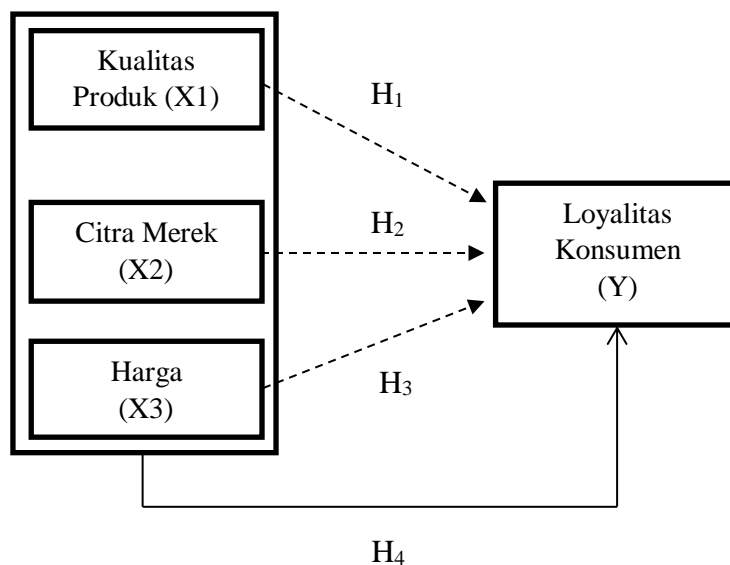 Kualitas
Produk (X1)
H₁
Citra Merek
(X2)
H₂
Loyalitas
Konsumen
(Y)
Harga
(X3)
H₃
H₄